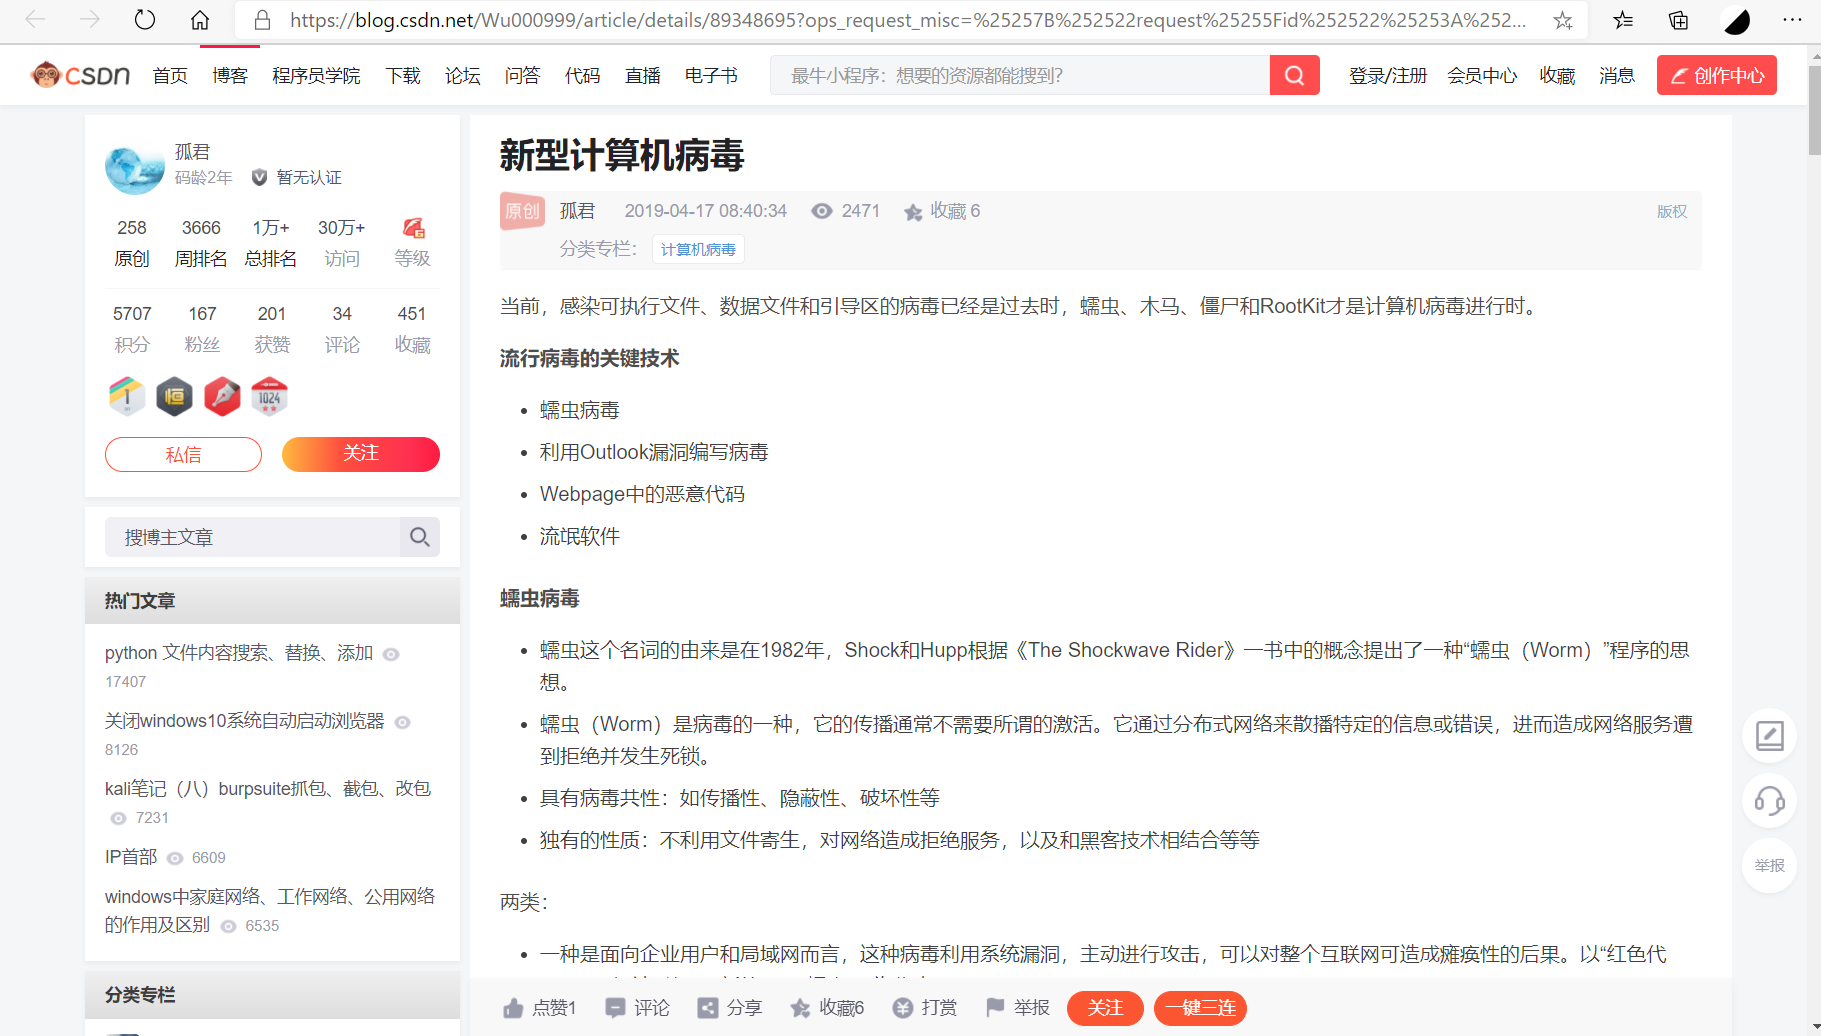 https://blog.csdn.net/Wu000999/article/details/89348695?ops_request_misc=%25257B%252522request%25255Fid%252522%25253A%252...
CSDN 首页 博客 程序员学院 下载 论坛 问答 代码 直播 电子书 最牛小程序：想要的资源都能搜到? 登录/注册 会员中心 收藏 消息 创作中心
孤君
码龄2年 暂无认证
258 3666 1万+ 30万+
原创 周排名 总排名 访问 等级
5707 167 201 34 451
积分 粉丝 获赞 评论 收藏
1024
私信 关注
搜博主文章
热门文章
python 文件内容搜索、替换、添加
17407
关闭windows10系统自动启动浏览器
8126
kali笔记（八）burpsuite抓包、截包、改包
7231
IP首部 6609
windows中家庭网络、工作网络、公用网络
的作用及区别 6535
分类专栏
新型计算机病毒
原创 孤君 2019-04-17 08:40:34 2471 收藏 6 版权
分类专栏： 计算机病毒
当前，感染可执行文件、数据文件和引导区的病毒已经是过去时，蠕虫、木马、僵尸和RootKit才是计算机病毒进行时。
流行病毒的关键技术
• 蠕虫病毒
• 利用Outlook漏洞编写病毒
• Webpage中的恶意代码
• 流氓软件
蠕虫病毒
• 蠕虫这个名词的由来是在1982年，Shock和Hupp根据《The Shockwave Rider》一书中的概念提出了一种“蠕虫（Worm）”程序的思
想。
• 蠕虫（Worm）是病毒的一种，它的传播通常不需要所谓的激活。它通过分布式网络来散播特定的信息或错误，进而造成网络服务遭
到拒绝并发生死锁。
• 具有病毒共性：如传播性、隐蔽性、破坏性等
• 独有的性质：不利用文件寄生，对网络造成拒绝服务，以及和黑客技术相结合等等
两类：
• 一种是面向企业用户和局域网而言，这种病毒利用系统漏洞，主动进行攻击，可以对整个互联网可造成瘫痪性的后果。以“红色代
点赞1 评论 分享 收藏6 打赏 举报 关注 一键三连
举报